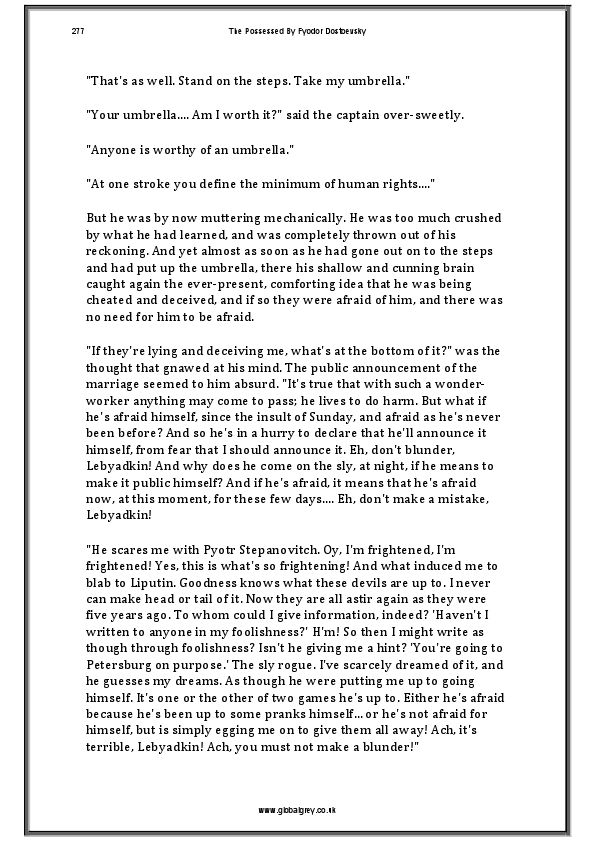 277
The Possessed By Fyodor Dostoevsky
"That's as well. Stand on the steps. Take my umbrella."
"Your umbrella.... Am I worth it?" said the captain over-sweetly.
"Anyone is worthy of an umbrella."
"At one stroke you define the minimum of human rights...."
But he was by now muttering mechanically. He was too much crushed
by what he had learned, and was completely thrown out of his
reckoning. And yet almost as soon as he had gone out on to the steps
and had put up the umbrella, there his shallow and cunning brain
caught again the ever-present, comforting idea that he was being
cheated and deceived, and if so they were afraid of him, and there was
no need for him to be afraid.
"If they're lying and deceiving me, what's at the bottom of it?" was the
thought that gnawed at his mind. The public announcement of the
marriage seemed to him absurd. "It's true that with such a wonder-
worker anything may come to pass; he lives to do harm. But what if
he's afraid himself, since the insult of Sunday, and afraid as he's never
been before? And so he's in a hurry to declare that he'll announce it
himself, from fear that I should announce it. Eh, don't blunder,
Lebyadkin! And why does he come on the sly, at night, if he means to
make it public himself? And if he's afraid, it means that he's afraid
now, at this moment, for these few days.... Eh, don't make a mistake,
Lebyadkin!
"He scares me with Pyotr Stepanovitch. Oy, I'm frightened, I'm
frightened! Yes, this is what's so frightening! And what induced me to
blab to Liputin. Goodness knows what these devils are up to. I never
can make head or tail of it. Now they are all astir again as they were
five years ago. To whom could I give information, indeed? 'Haven't I
written to anyone in my foolishness?' H'm! So then I might write as
though through foolishness? Isn't he giving me a hint? 'You're going to
Petersburg on purpose.' The sly rogue. I've scarcely dreamed of it, and
he guesses my dreams. As though he were putting me up to going
himself. It's one or the other of two games he's up to. Either he's afraid
because he's been up to some pranks himself... or he's not afraid for
himself, but is simply egging me on to give them all away! Ach, it's
terrible, Lebyadkin! Ach, you must not make a blunder!"
www.globalgrey.co.uk